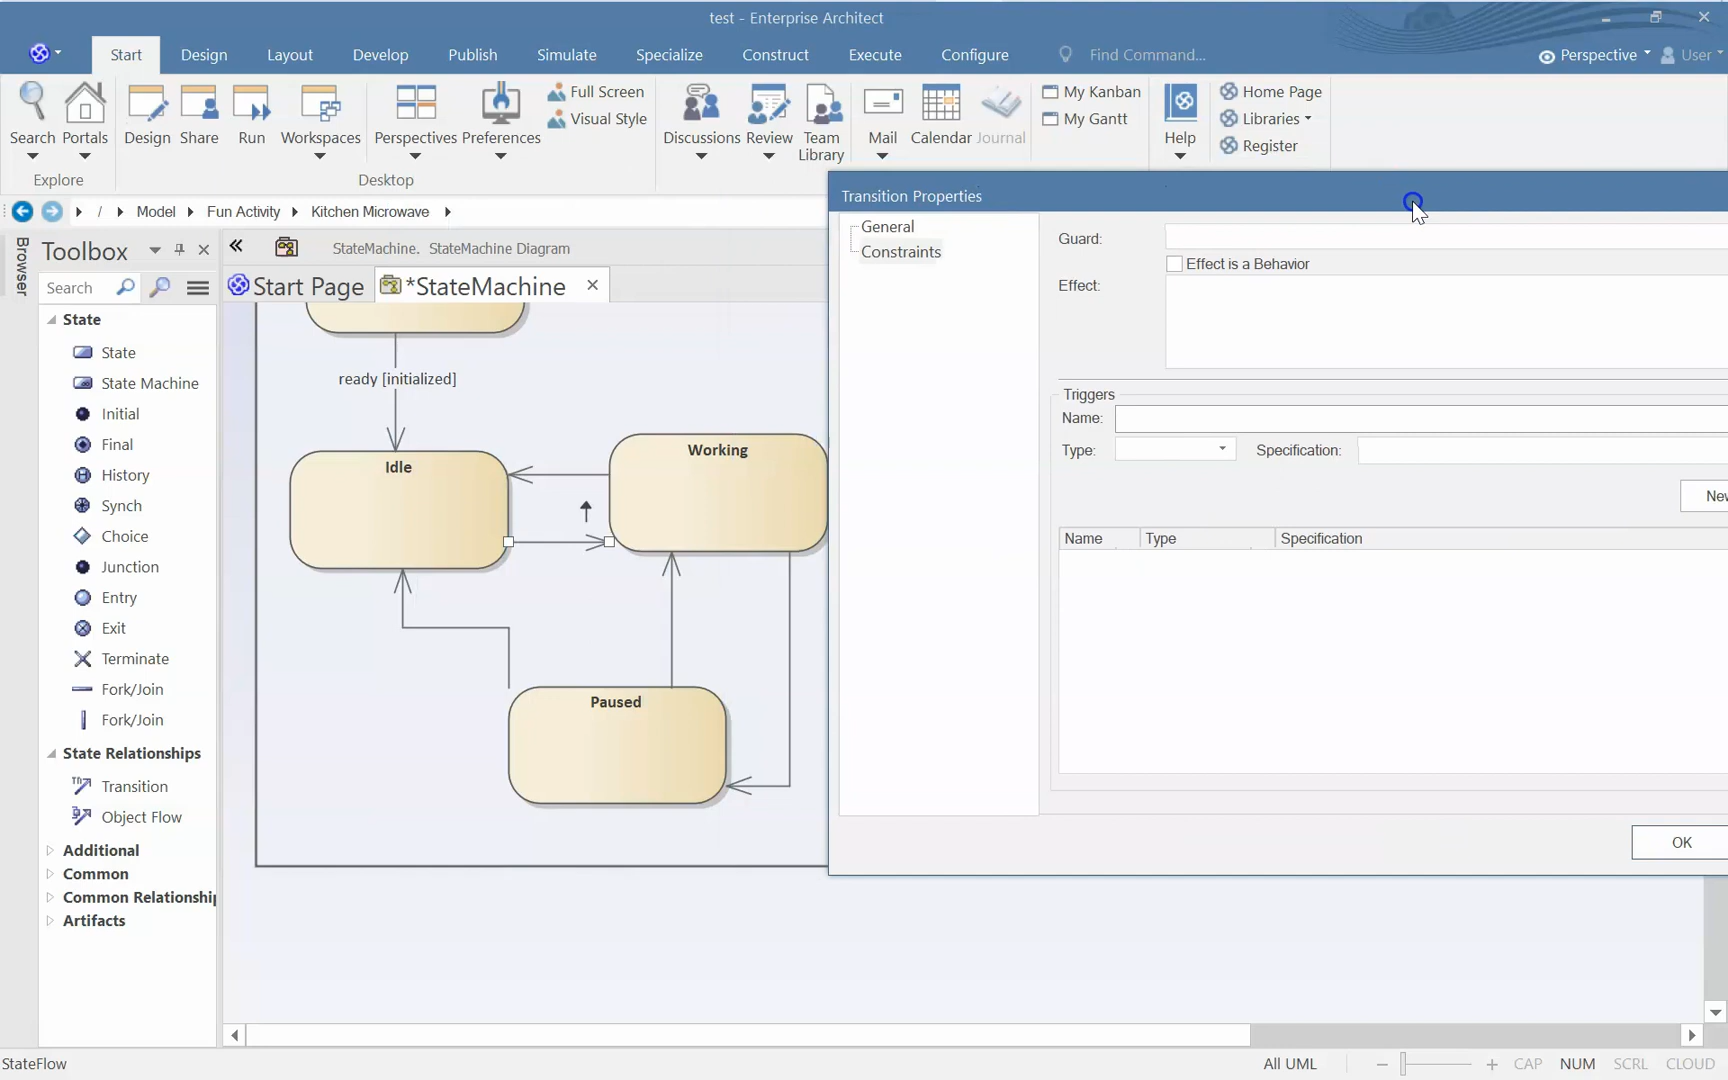 test - Enterprise Architect
Start Design Layout Develop Publish Simulate Specialize Construct Execute Configure Find Command... Perspective User
Full Screen
Visual Style
My Kanban
My Gantt
Home Page
Libraries
Register
Search Portals Design Share Run Workspaces Perspectives Preferences Discussions Review Team Library Mail Calendar Journal Help
Explore Desktop
/ Model Fun Activity Kitchen Microwave
Browser
Toolbox
Search
StateMachine. StateMachine Diagram
Start Page *StateMachine
State
State
State Machine
Initial
Final
History
Synch
Choice
Junction
Entry
Exit
Terminate
Fork/Join
Fork/Join
State Relationships
Transition
Object Flow
Additional
Common
Common Relationship
Artifacts
ready [initialized]
Idle
Working
Paused
Transition Properties
General
Constraints
Guard:
Effect is a Behavior
Effect:
Triggers
Name:
Type: Specification:
New
Name Type Specification
OK
StateFlow All UML CAP NUM SCRL CLOUD